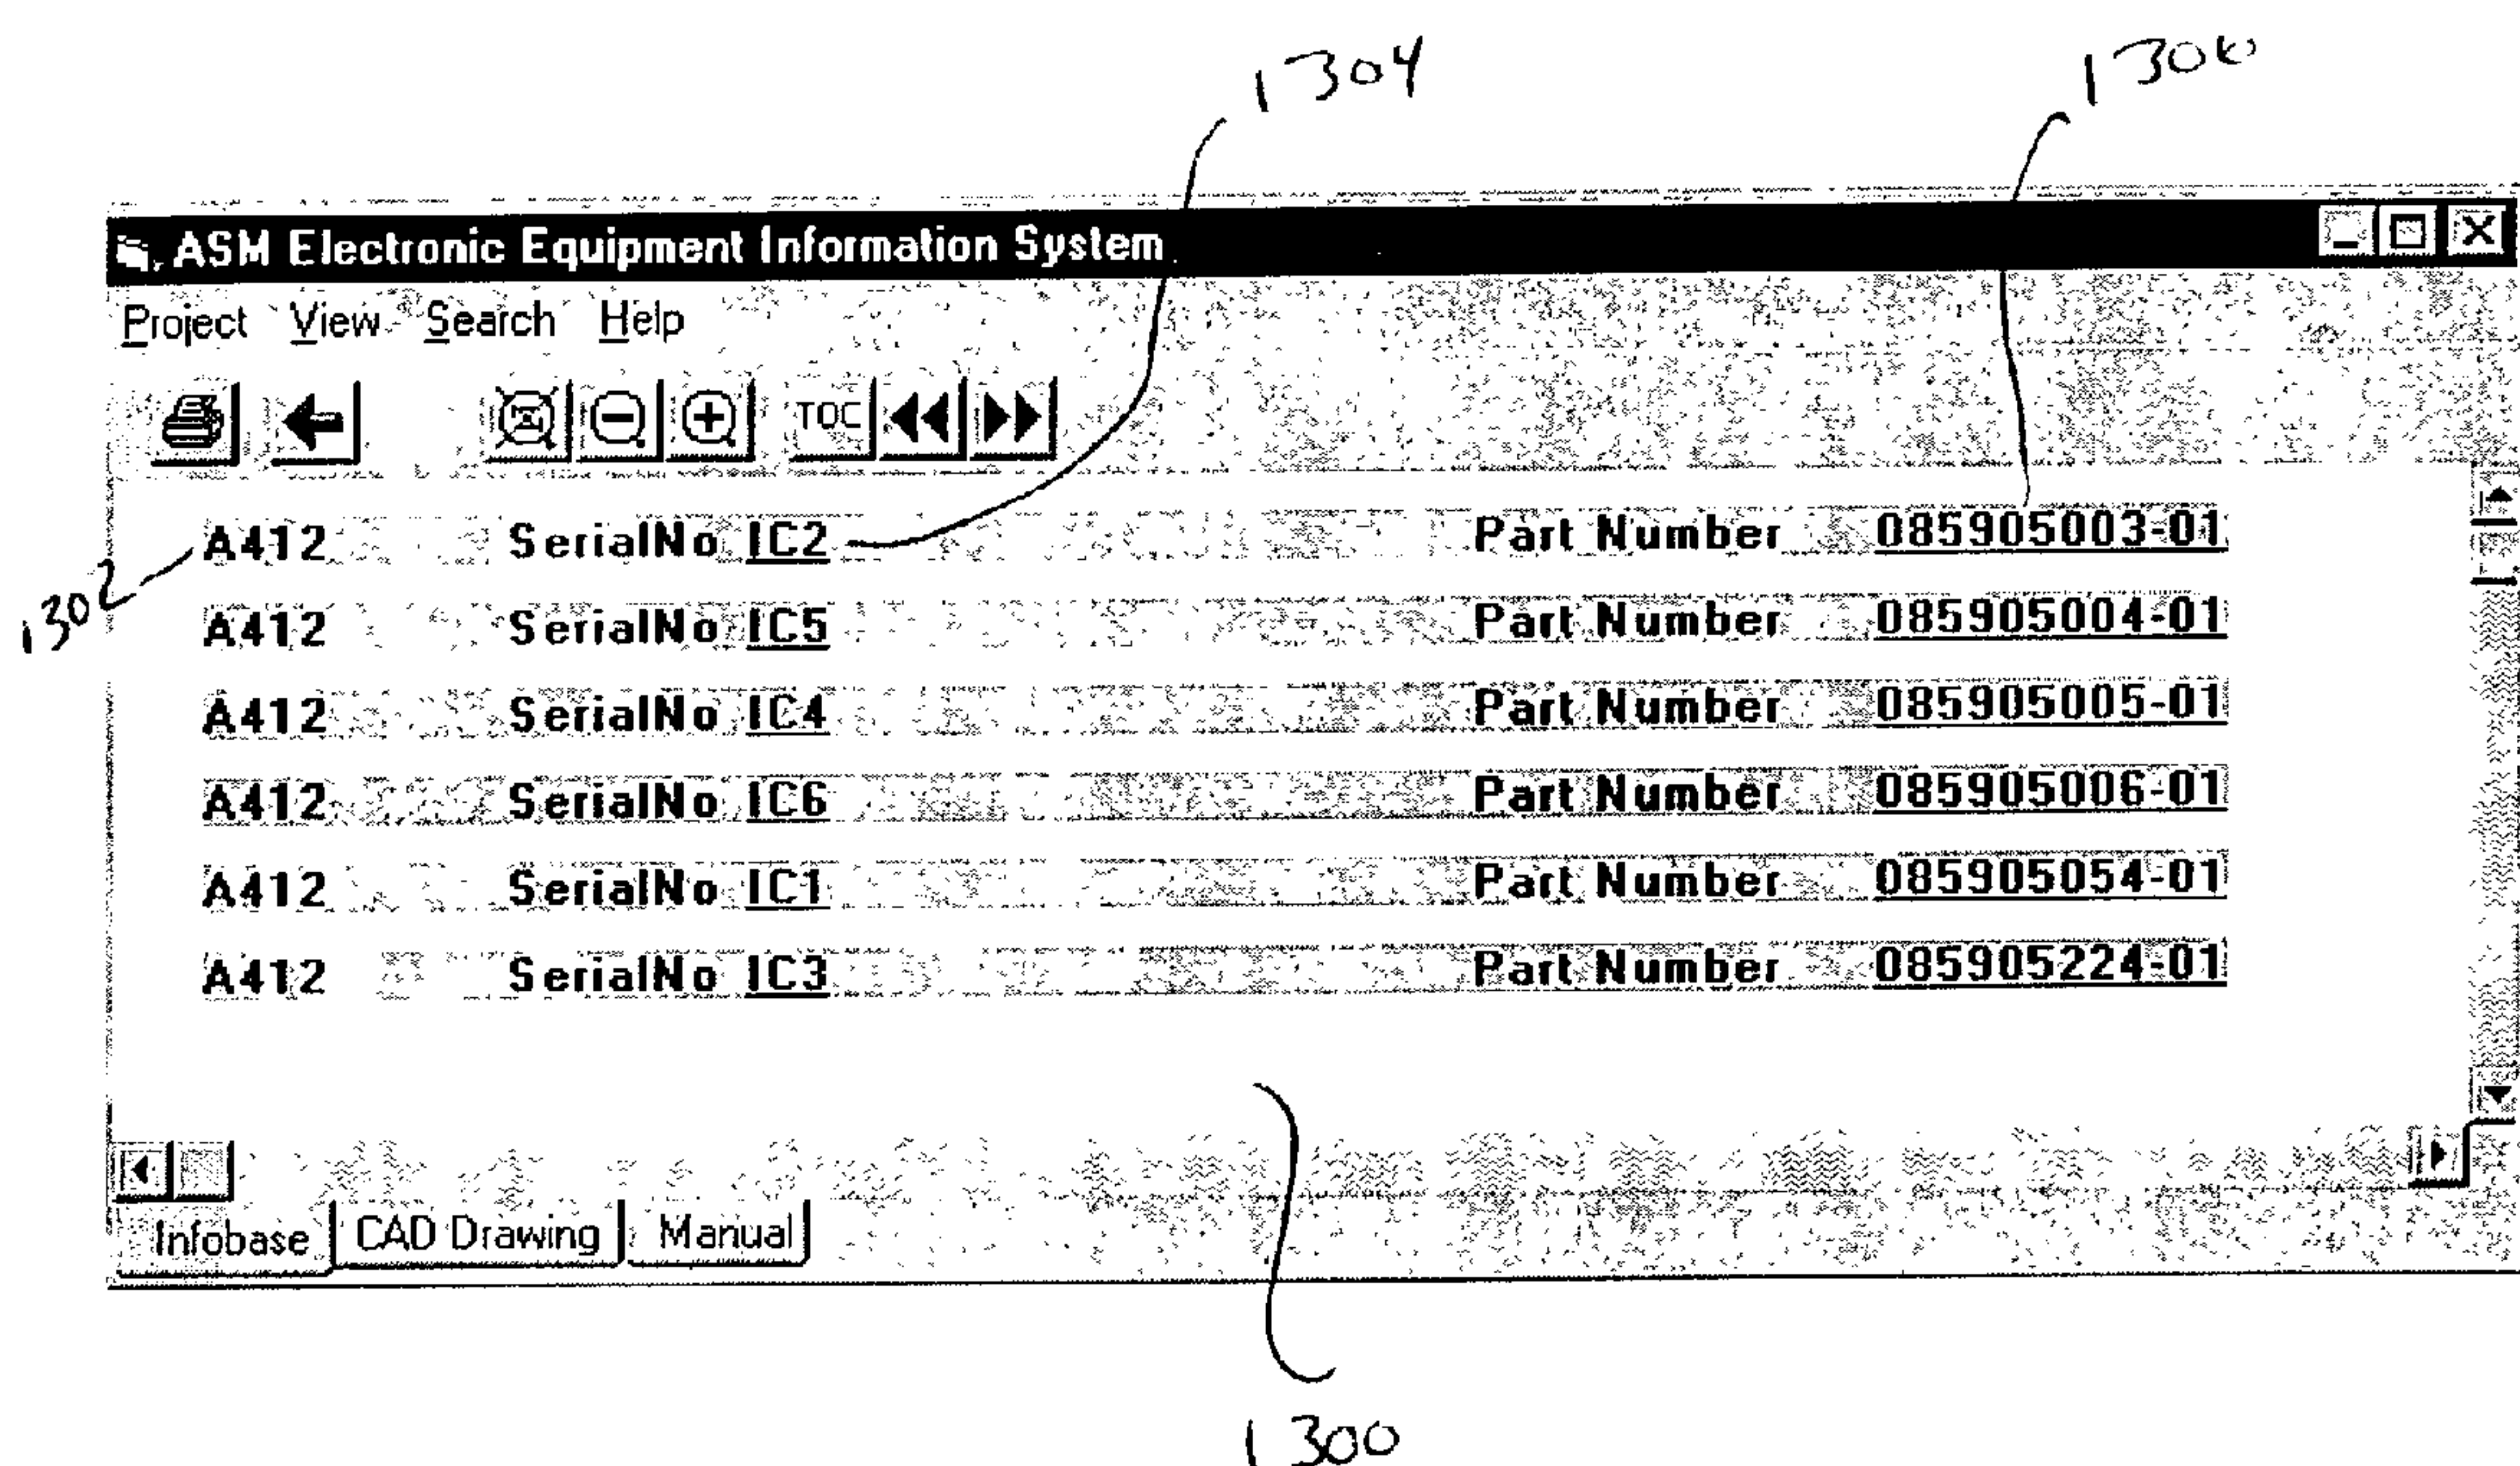 1304 1306
ASM Electronic Equipment Information System
Project View Search Help
TOC
A412 SerialNo IC2 Part Number 085905003-01
1302
A412 SerialNo IC5 Part Number 085905004-01
A412 SerialNo IC4 Part Number 085905005-01
A412 SerialNo IC6 Part Number 085905006-01
A412 SerialNo IC1 Part Number 085905054-01
A412 SerialNo IC3 Part Number 085905224-01
Infobase CAD Drawing Manual
1300